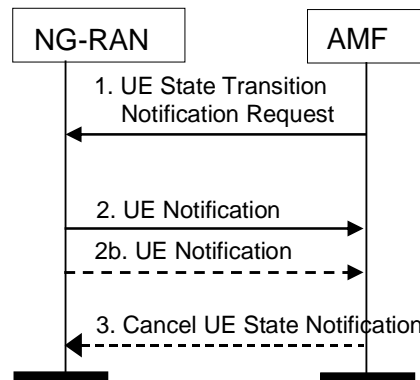 NG-RAN
AMF
1. UE State Transition
Notification Request
2. UE Notification
2b. UE Notification
3. Cancel UE State Notification